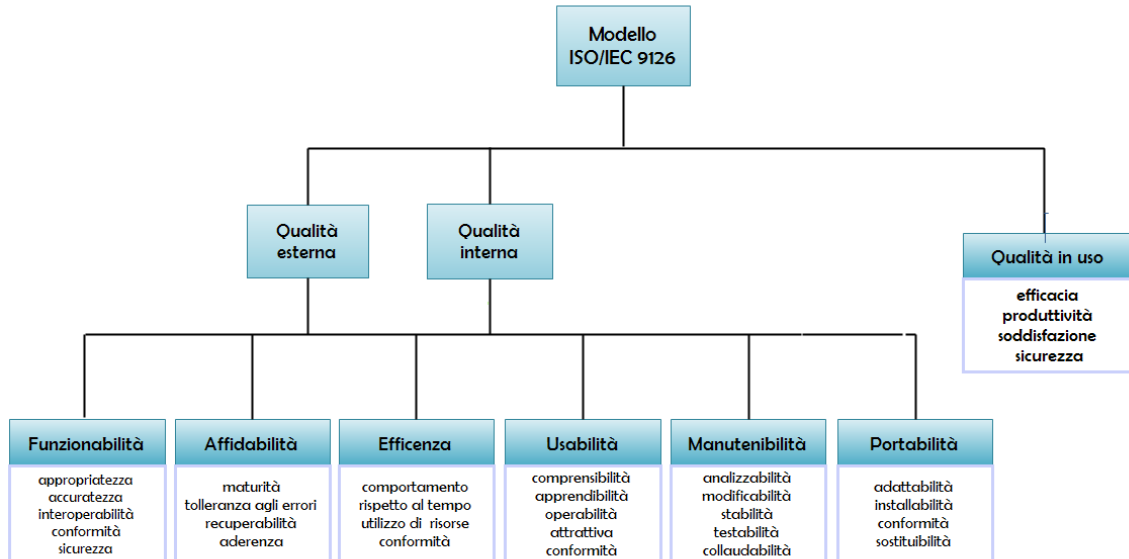 Modello
ISO/IEC 9126
Qualità
esterna
Qualità
interna
Qualità in uso
efficacia
produttività
soddisfazione
sicurezza
Funzionabilità
appropriatezza
accuratezza
interoperabilità
conformità
sicurezza
Affidabilità
maturità
tolleranza agli errori
recuperabilità
aderenza
Efficenza
comportamento
rispetto al tempo
utilizzo di risorse
conformità
Usabilità
comprensibilità
apprendibilità
operabilità
attrattiva
conformità
Manutenibilità
analizzabilità
modificabilità
stabilità
testabilità
collaudabilità
Portabilità
adattabilità
installabilità
conformità
sostituibilità